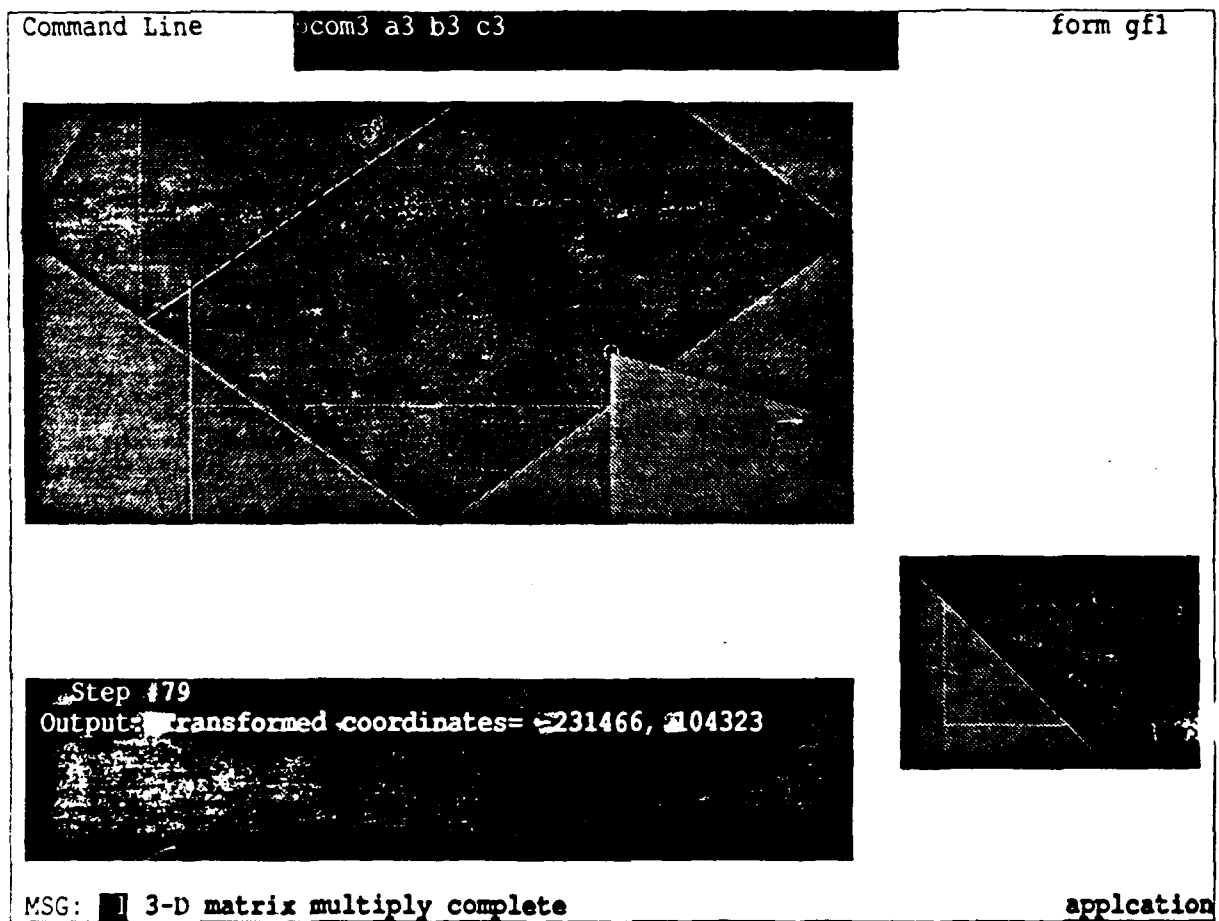 Command Line com3 a3 b3 c3 form gf1
Step #79
Output: transformed coordinates= 231466, 104323
MSG: 3-D matrix multiply complete applcation